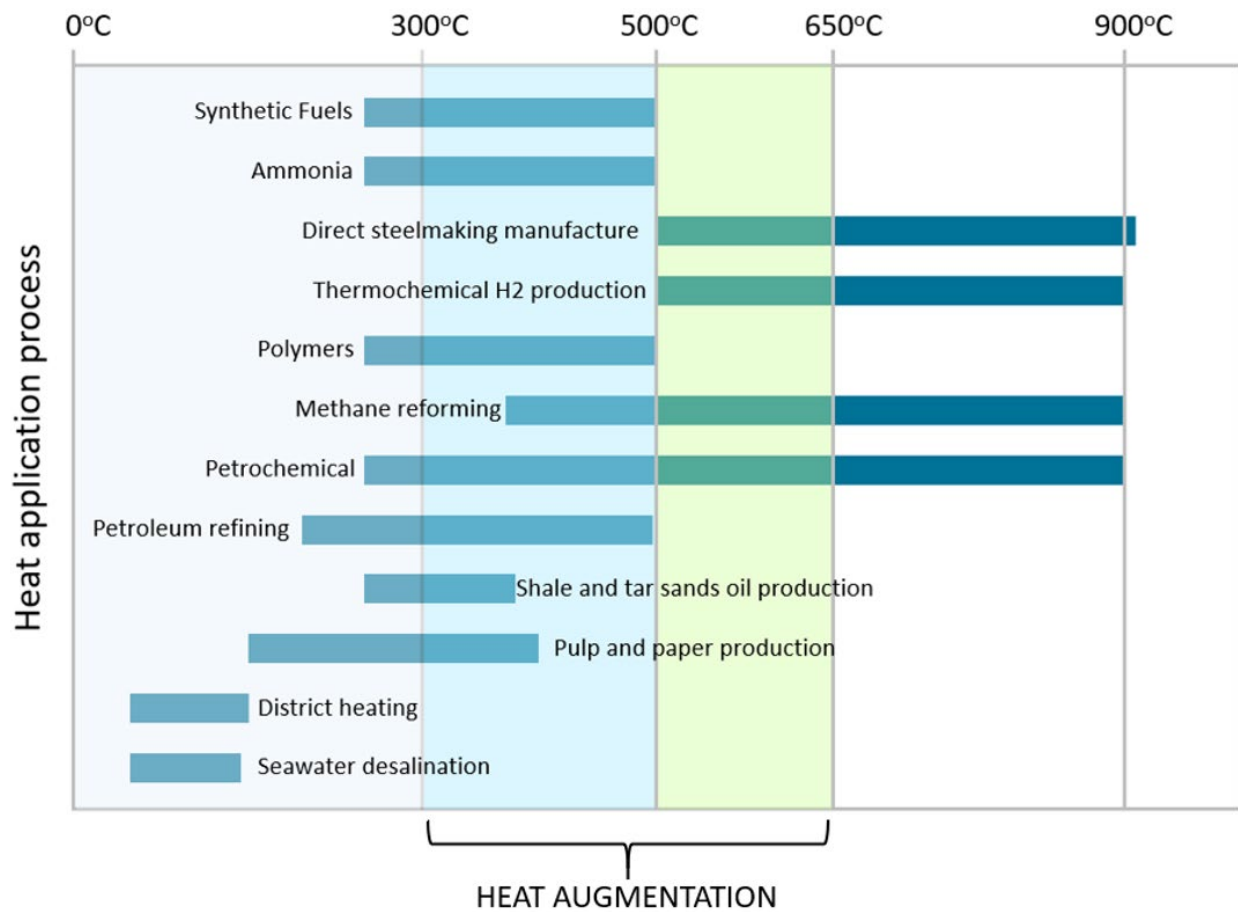 0°C 300°C 500°C 650°C 900°C
Heat application process
Synthetic Fuels
Ammonia
Direct steelmaking manufacture
Thermochemical H2 production
Polymers
Methane reforming
Petrochemical
Petroleum refining
Shale and tar sands oil production
Pulp and paper production
District heating
Seawater desalination
HEAT AUGMENTATION